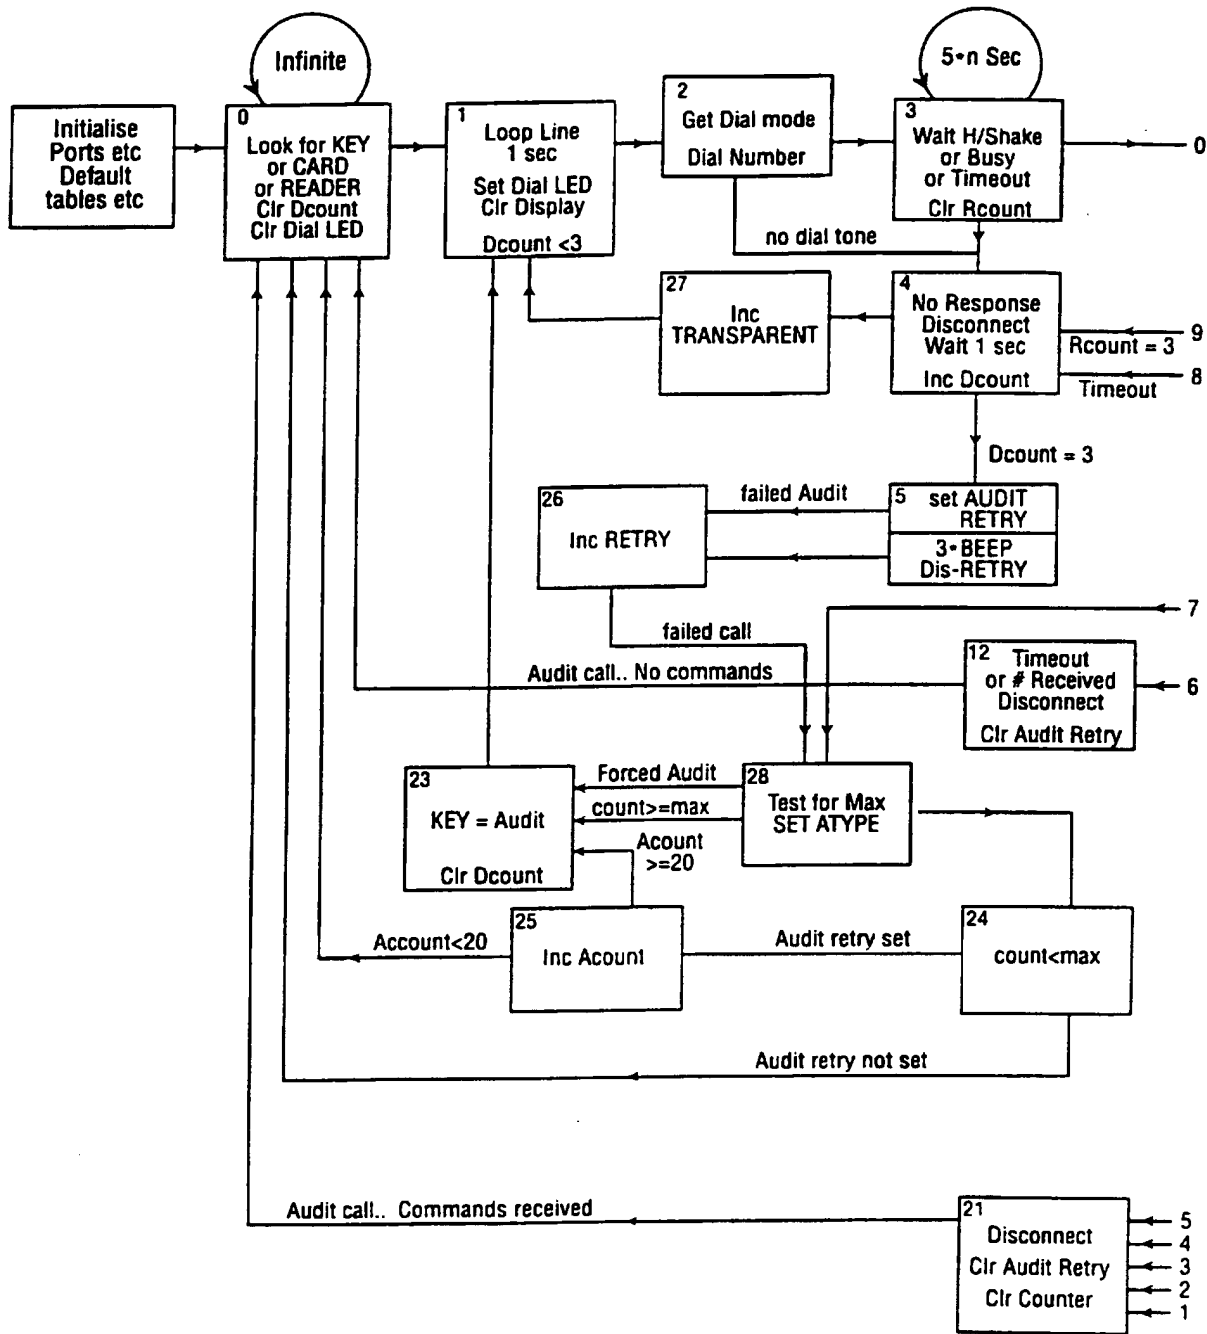 Infinite
5*n Sec
Initialise
Ports etc
Default
tables etc
0
Look for KEY
or CARD
or READER
Clr Dcount
Clr Dial LED
1
Loop Line
1 sec
Set Dial LED
Clr Display
Dcount <3
2
Get Dial mode
Dial Number
3
Wait H/Shake
or Busy
or Timeout
Clr Rcount
0
no dial tone
27
Inc
TRANSPARENT
4
No Response
Disconnect
Wait 1 sec
Inc Dcount
9
Rcount = 3
8
Timeout
Dcount = 3
26
Inc RETRY
failed Audit
5
set AUDIT
RETRY
3*BEEP
Dis-RETRY
7
failed call
Audit call.. No commands
12
Timeout
or # Received
Disconnect
Clr Audit Retry
6
23
KEY = Audit
Clr Dcount
Forced Audit
count>=max
Acount
>=20
28
Test for Max
SET ATYPE
Account<20
25
Inc Acount
Audit retry set
24
count<max
Audit retry not set
Audit call.. Commands received
21
Disconnect
Clr Audit Retry
Clr Counter
5
4
3
2
1